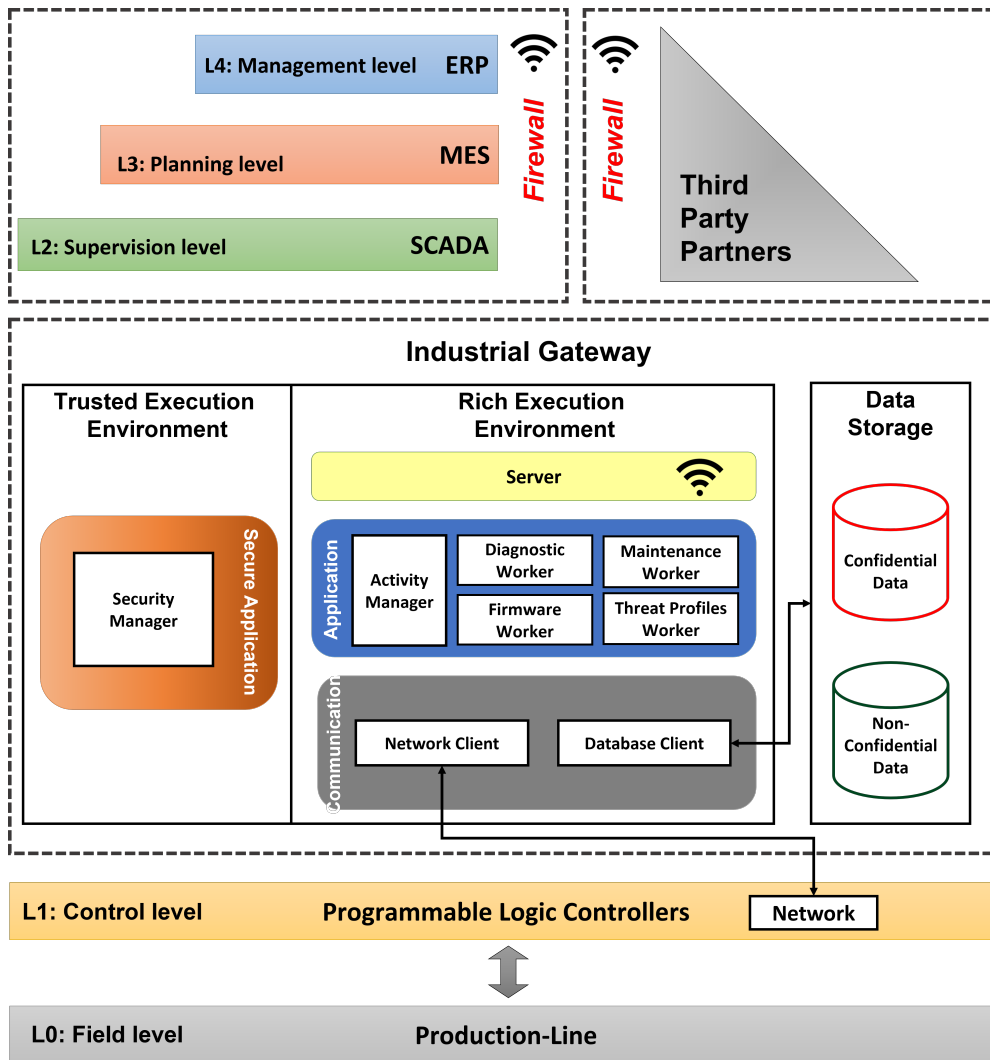 L4: Management level ERP
Firewall
L3: Planning level MES
L2: Supervision level SCADA
Firewall
Third
Party
Partners
Industrial Gateway
Trusted Execution
Environment
Secure Application
Security
Manager
Rich Execution
Environment
Server
Application
Activity
Manager
Diagnostic
Worker
Maintenance
Worker
Firmware
Worker
Threat Profiles
Worker
Communication
Network Client
Database Client
Data
Storage
Confidential
Data
Non-
Confidential
Data
L1: Control level Programmable Logic Controllers Network
L0: Field level Production-Line